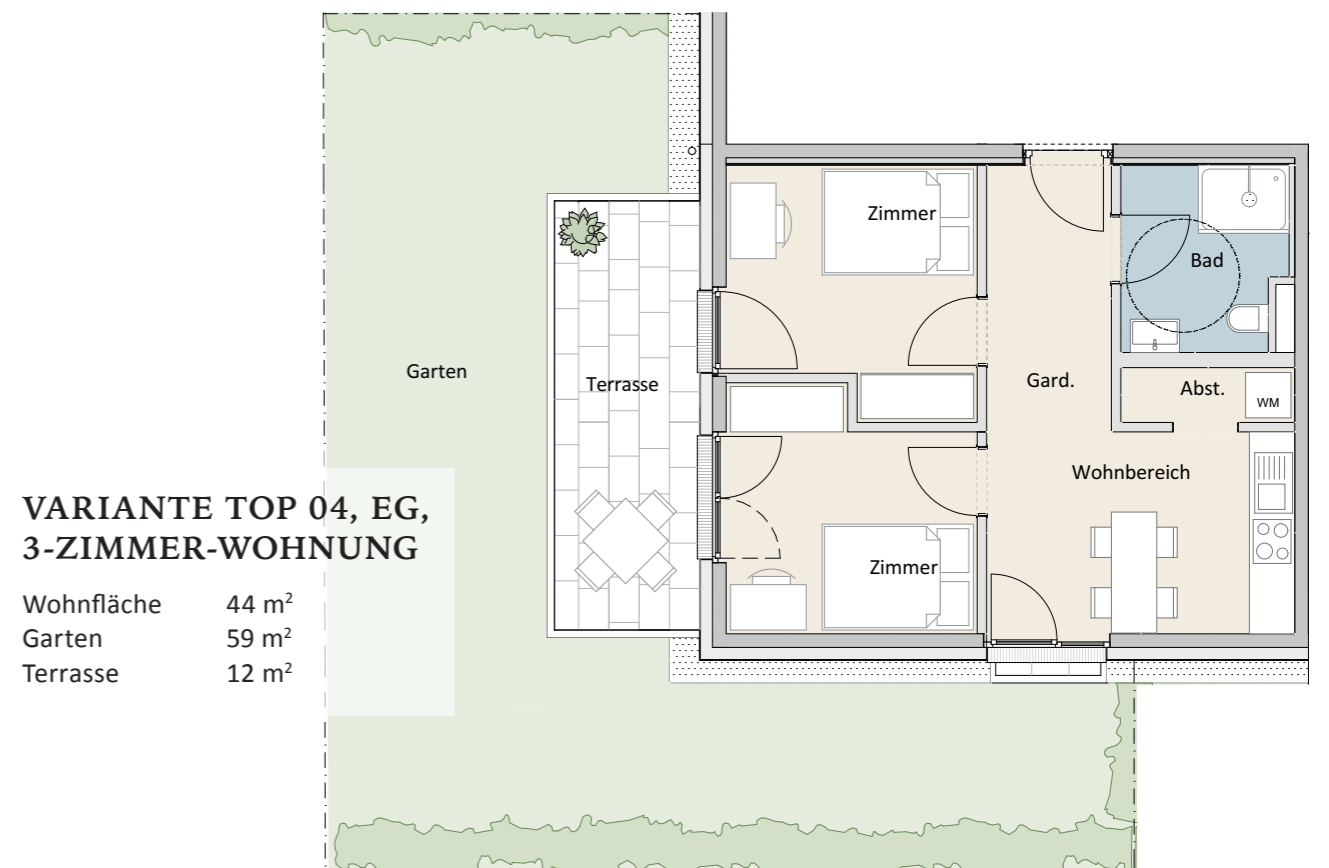 Zimmer
Bad
Garten
Terrasse
Gard.
Abst.
WM
Wohnbereich
VARIANTE TOP 04, EG,
3-ZIMMER-WOHNUNG
Zimmer
Wohnfläche 44 m²
Garten 59 m²
Terrasse 12 m²